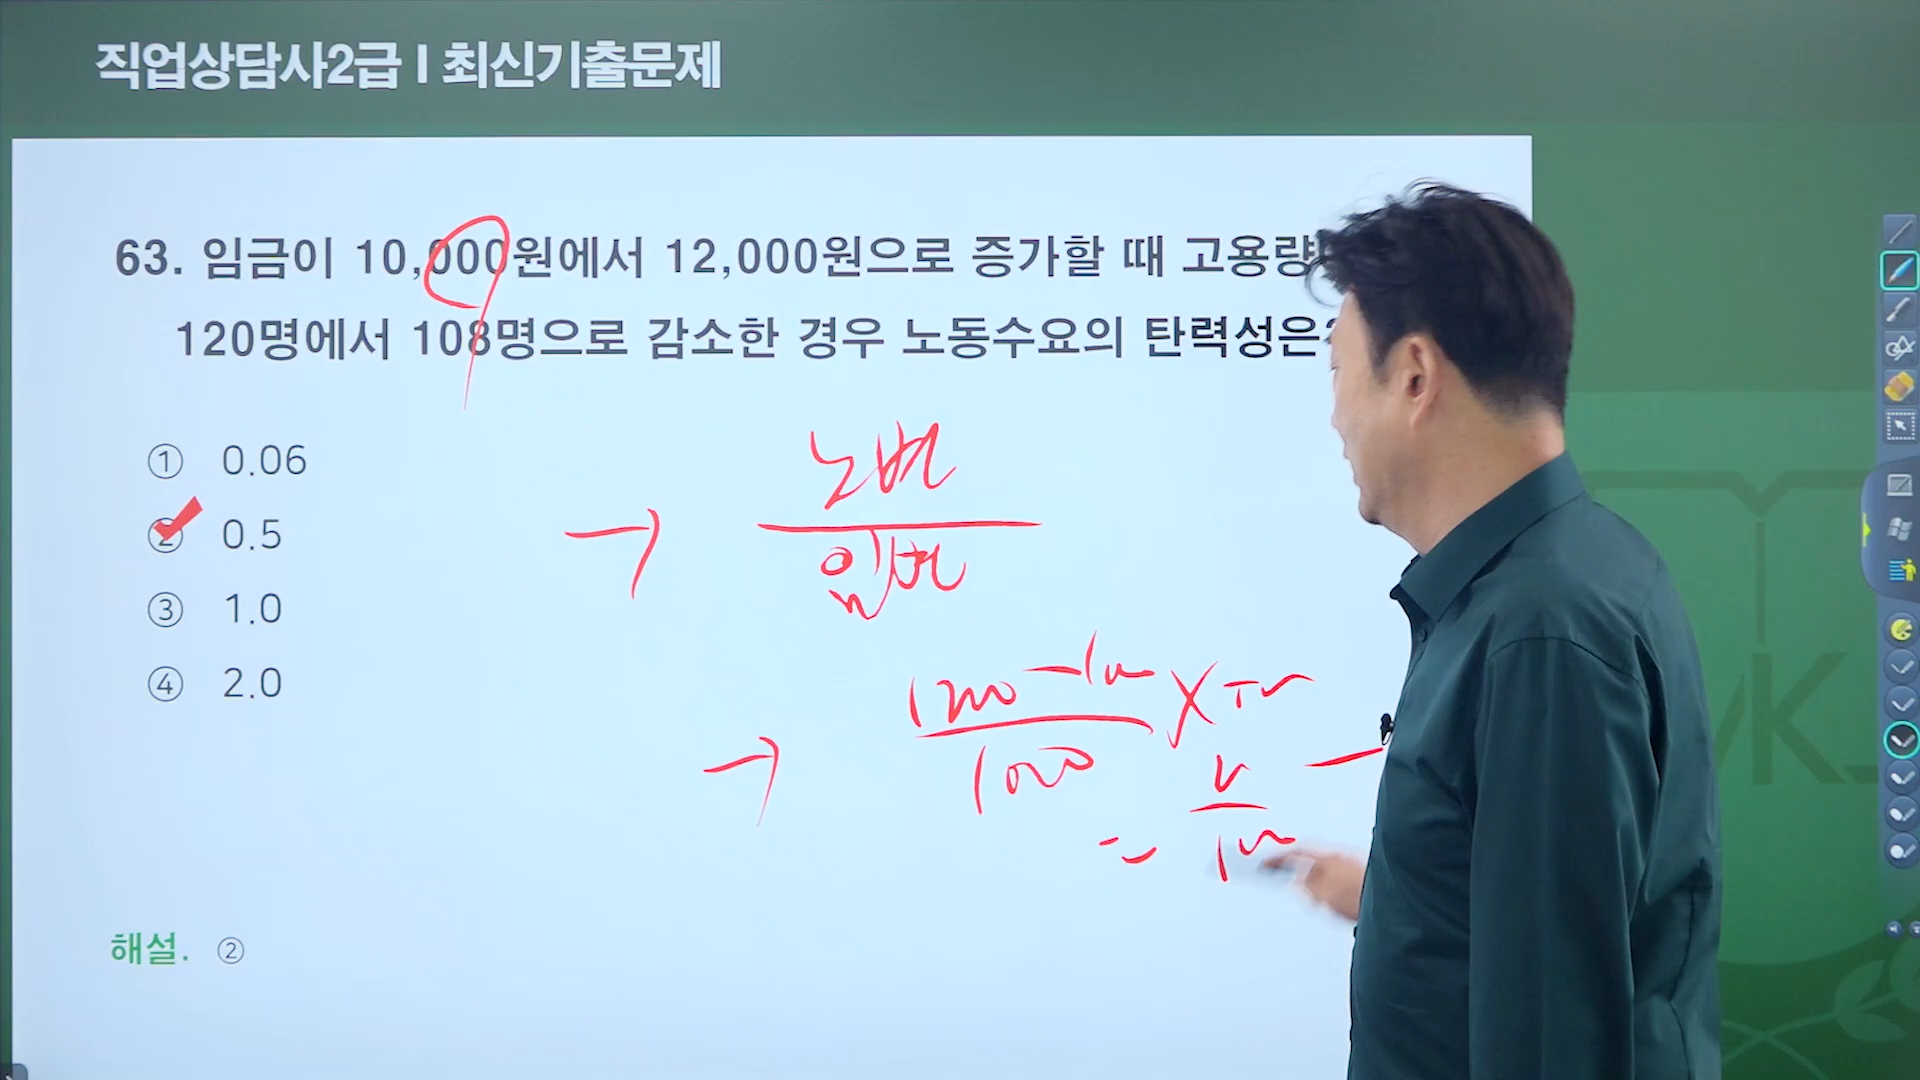 직업상담사2급 | 최신기출문제
63. 임금이 10,000원에서 12,000원으로 증가할 때 고용량
120명에서 108명으로 감소한 경우 노동수요의 탄력성은?
① 0.06
② 0.5
③ 1.0
④ 2.0
노변
임변
해설. ②